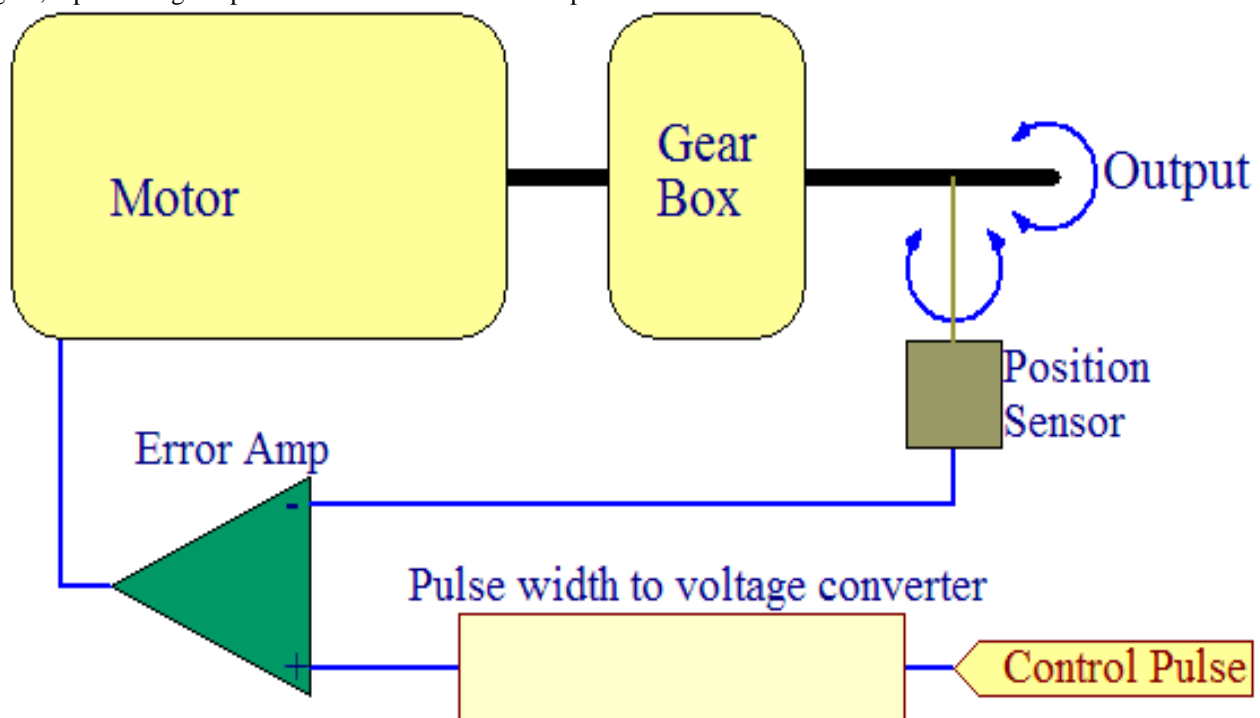 Motor
Gear
Box
Output
Position
Sensor
Error Amp
-
Pulse width to voltage converter
+
Control Pulse